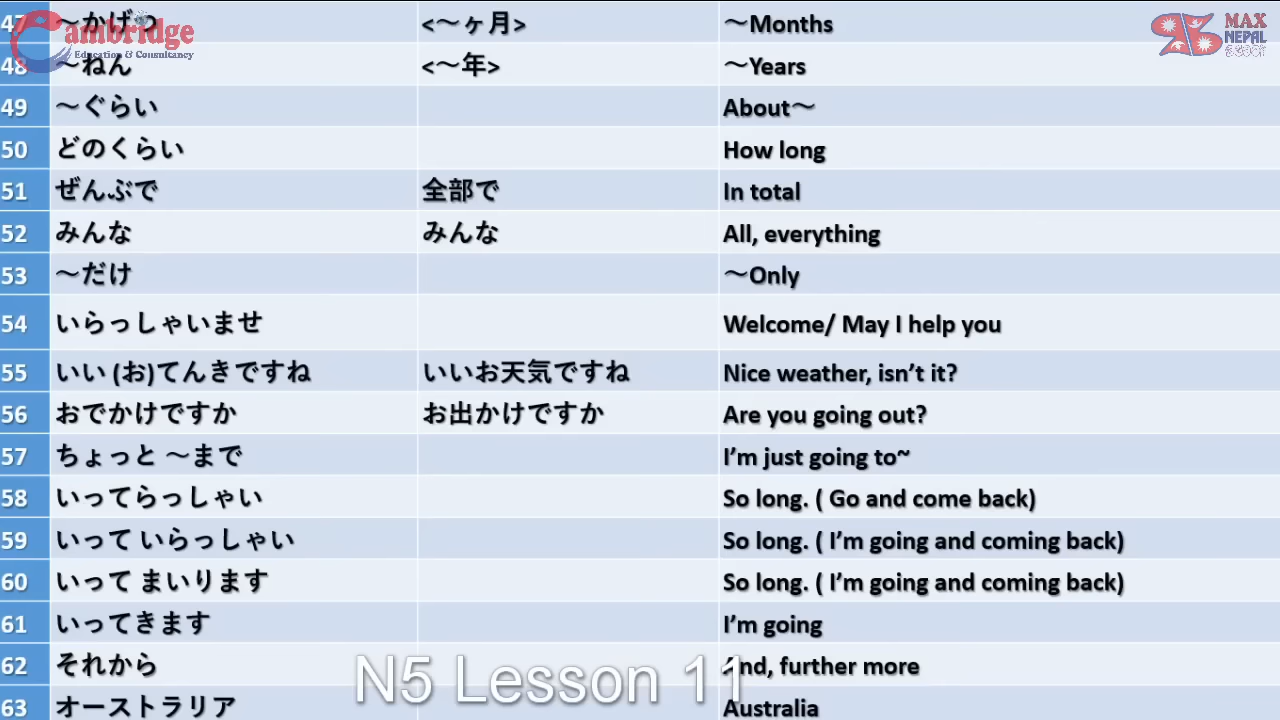 47 ～かげつ <～ヶ月> ～Months
Cambridge
Education & Consultancy
MAX
NEPAL
48 ～ねん <～年> ～Years
49 ～ぐらい About～
50 どのくらい How long
51 ぜんぶで 全部で In total
52 みんな みんな All, everything
53 ～だけ ～Only
54 いらっしゃいませ Welcome/ May I help you
55 いい (お)てんきですね いいお天気ですね Nice weather, isn’t it?
56 おでかけですか お出かけですか Are you going out?
57 ちょっと ～まで I’m just going to~
58 いってらっしゃい So long. ( Go and come back)
59 いって いらっしゃい So long. ( I’m going and coming back)
60 いって まいります So long. ( I’m going and coming back)
61 いってきます I’m going
62 それから And, further more
N5 Lesson 11
63 オーストラリア Australia